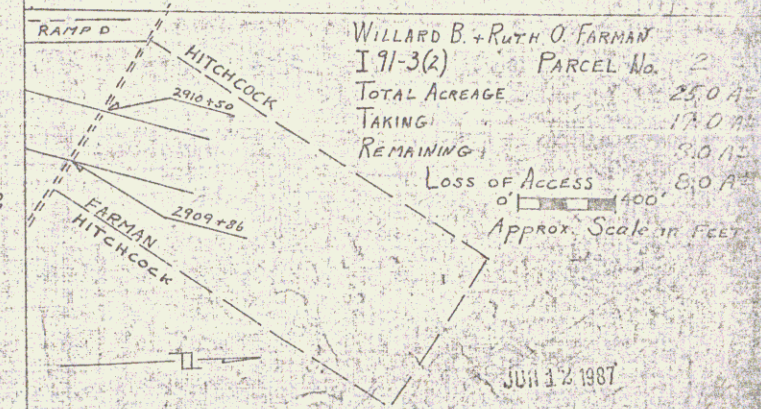 RAMP D
HITCHCOCK
2910+50
2909+86
FARMAN
HITCHCOCK
WILLARD B. + RUTH O. FARMAN
I 91-3(2) PARCEL No. 2
TOTAL ACREAGE 25.0 A±
TAKING 17.0 A±
REMAINING 8.0 A±
LOSS OF ACCESS 8.0 A±
0' 400'
Approx. Scale in FEET
JUN 12 1987